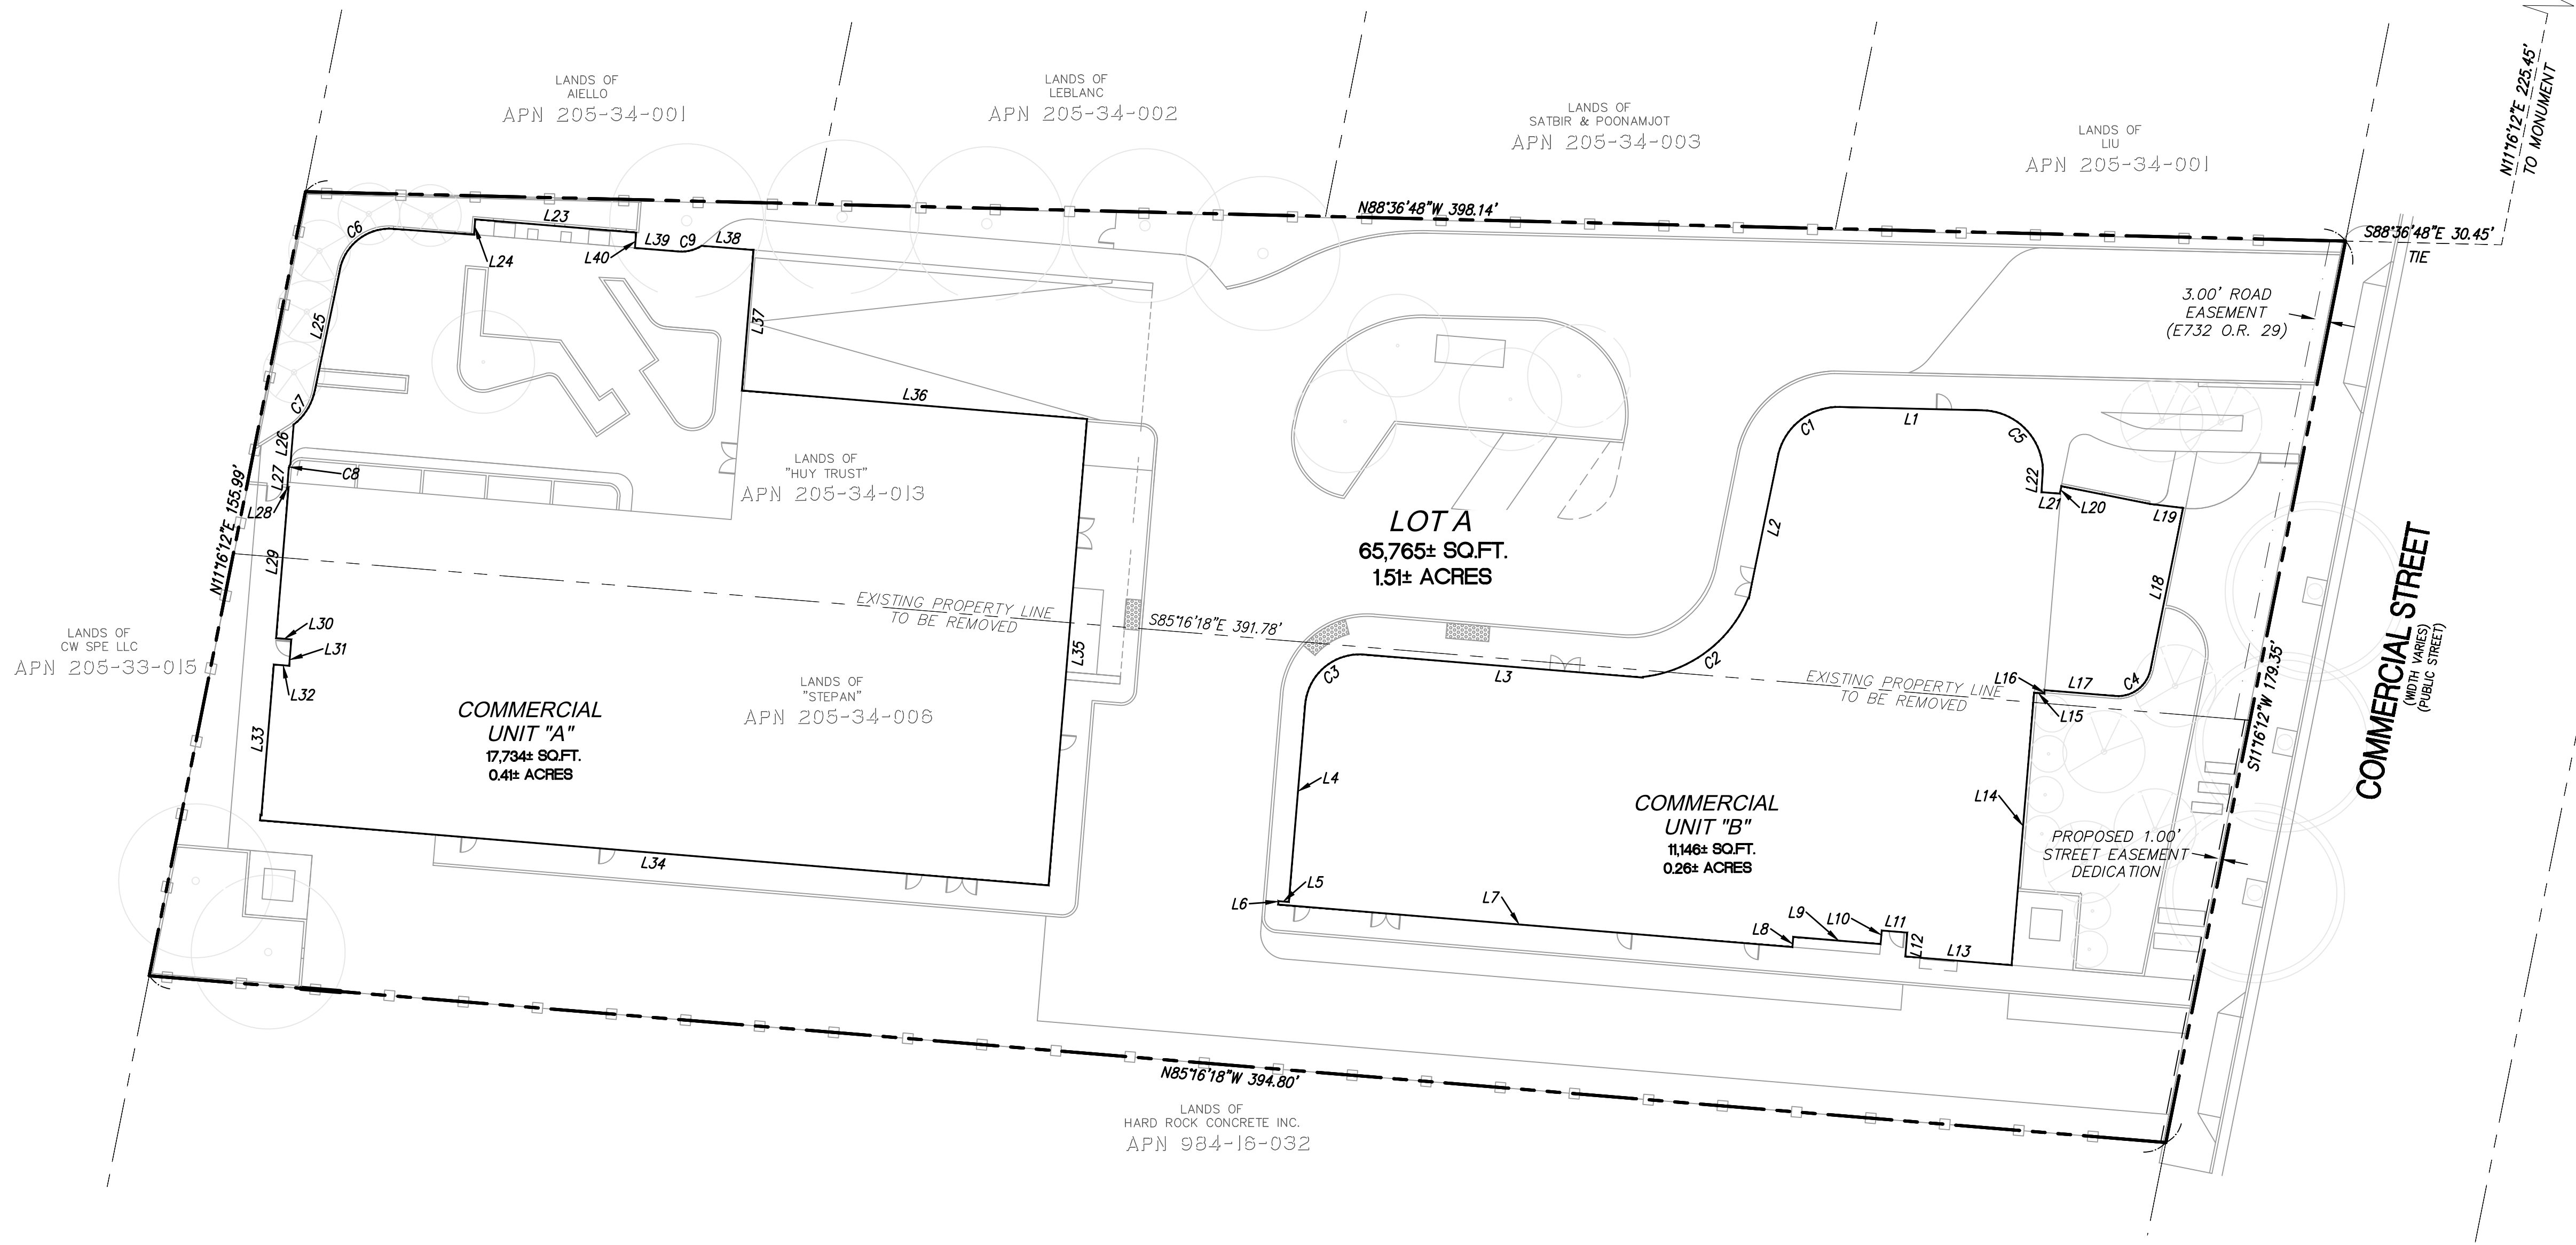 LANDS OF
AIELLO
APN 205-34-001
LANDS OF
LEBLANC
APN 205-34-002
LANDS OF
SATBIR & POONAMJOT
APN 205-34-003
LANDS OF
LIU
APN 205-34-001
N11°16'12"E 225.45'
TO MONUMENT
N88°36'48"W 398.14'
S88°36'48"E 30.45'
TIE
3.00' ROAD
EASEMENT
(E732 O.R. 29)
C6
L23
L24
L39
C9
L38
L40
L25
L37
C7
L26
L27
C8
L28
L36
L29
N11°16'12"E 155.99'
LANDS OF
"HUY TRUST"
APN 205-34-013
LOT A
65,765± SQ.FT.
1.51± ACRES
C1
L1
C5
L2
L22
L21
L20
L19
L18
EXISTING PROPERTY LINE
TO BE REMOVED
S85°16'18"E 391.78'
LANDS OF
CW SPE LLC
APN 205-33-015
L30
L31
L32
L33
L35
LANDS OF
"STEPAN"
APN 205-34-006
COMMERCIAL
UNIT "A"
17,734± SQ.FT.
0.41± ACRES
L34
C3
L3
C2
EXISTING PROPERTY LINE
TO BE REMOVED
L16
L17
C4
L15
S11°16'12"W 179.35'
COMMERCIAL STREET
(WIDTH VARIES)
(PUBLIC STREET)
L4
L14
COMMERCIAL
UNIT "B"
11,146± SQ.FT.
0.26± ACRES
PROPOSED 1.00'
STREET EASEMENT
DEDICATION
L5
L6
L7
L8
L9
L10
L11
L12
L13
N85°16'18"W 394.80'
LANDS OF
HARD ROCK CONCRETE INC.
APN 984-16-032